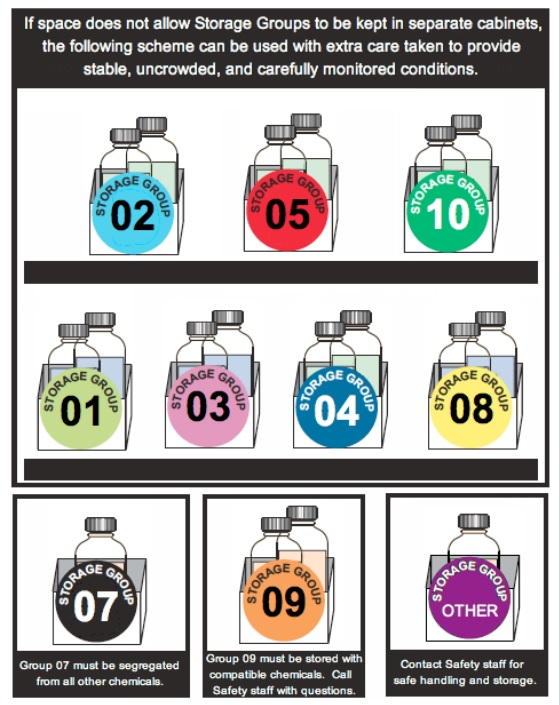 If space does not allow Storage Groups to be kept in separate cabinets,
the following scheme can be used with extra care taken to provide
stable, uncrowded, and carefully monitored conditions.
STORAGE GROUP
02
STORAGE GROUP
05
STORAGE GROUP
10
STORAGE GROUP
01
STORAGE GROUP
03
STORAGE GROUP
04
STORAGE GROUP
08
STORAGE GROUP
07
Group 07 must be segregated
from all other chemicals.
STORAGE GROUP
09
Group 09 must be stored with
compatible chemicals.  Call
Safety staff with questions.
STORAGE GROUP
OTHER
Contact Safety staff for
safe handling and storage.